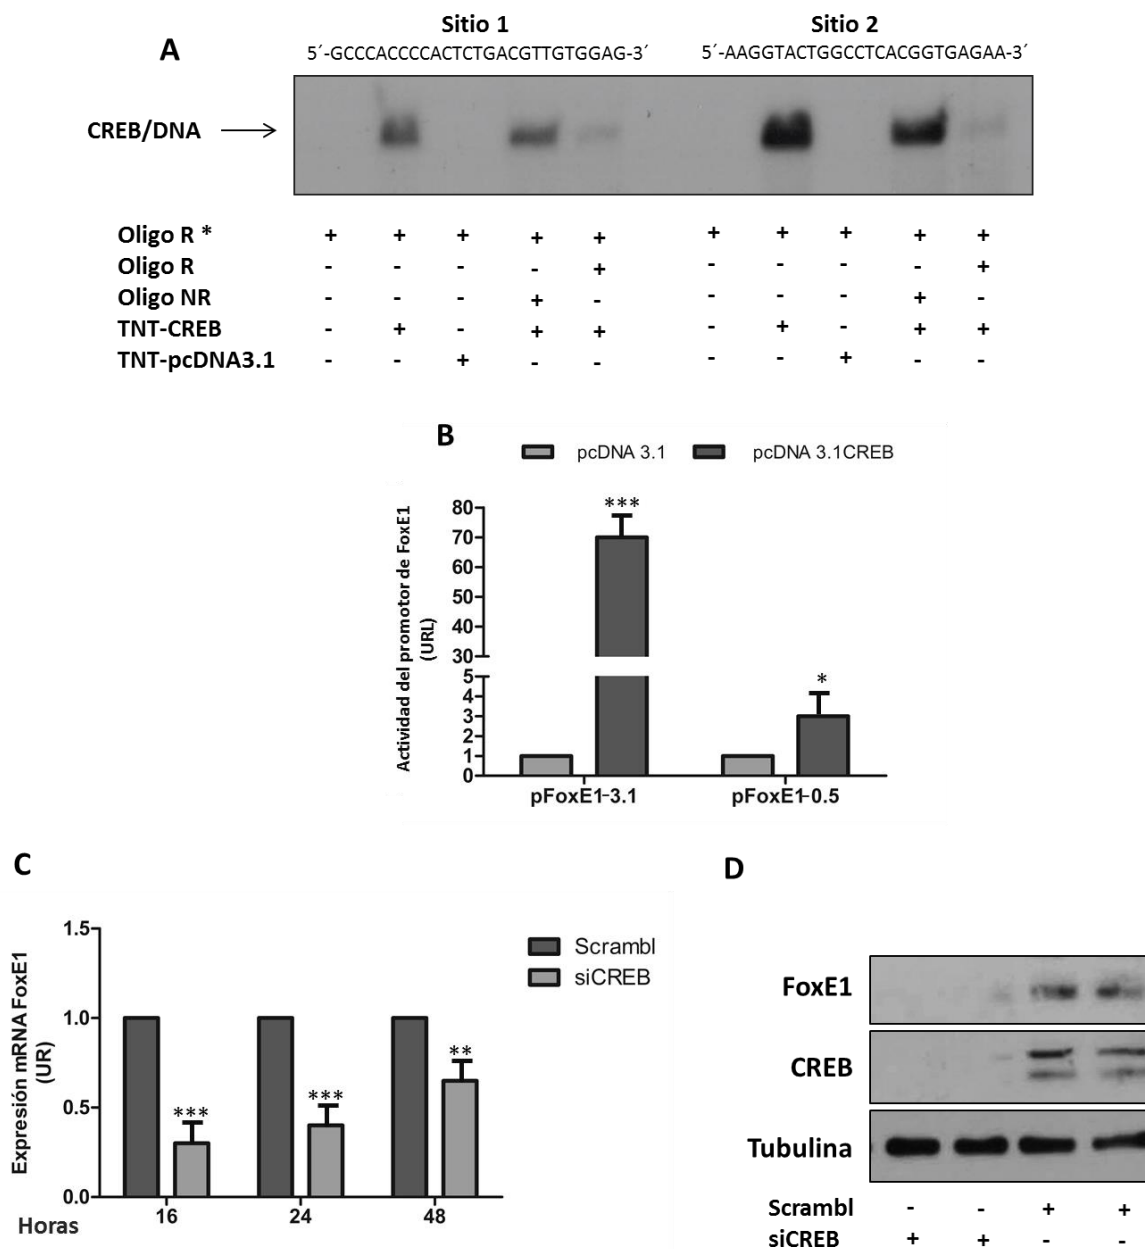 A
Sitio 1 Sitio 2
5´-GCCCACCCCACTCTGACGTTGTGGAG-3´ 5´-AAGGTACTGGCCTCACGGTGAGAA-3´
CREB/DNA
Oligo R * + + + + + + + + + +
Oligo R - - - - + - - - - +
Oligo NR - - - + - - - - + -
TNT-CREB - + - + + - + - + +
TNT-pcDNA3.1 - - + - - - - + - -
B
pcDNA 3.1 pcDNA 3.1CREB
Actividad del promotor de FoxE1
(URL)
80
70
60
50
40
30
5
4
3
2
1
0
***
*
pFoxE1-3.1 pFoxE1-0.5
C
Expresión mRNA FoxE1
(UR)
1.5
1.0
0.5
0.0
*** *** **
Scrambl
siCREB
Horas 16 24 48
D
FoxE1
CREB
Tubulina
Scrambl - - + +
siCREB + + - -